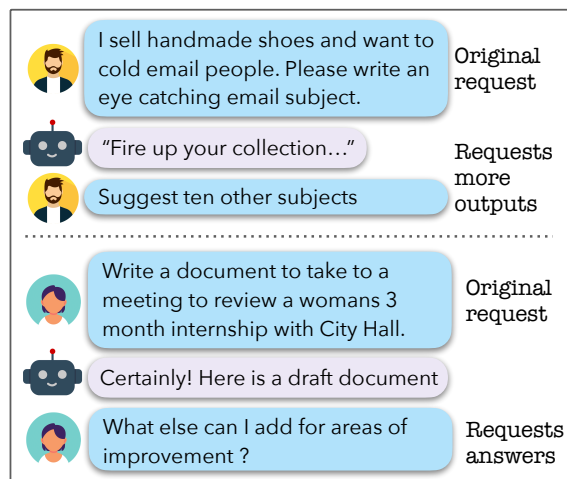 I sell handmade shoes and want to
cold email people. Please write an
eye catching email subject.
Original
request
“Fire up your collection…”
Suggest ten other subjects
Requests
more
outputs
Write a document to take to a
meeting to review a womans 3
month internship with City Hall.
Original
request
Certainly! Here is a draft document
What else can I add for areas of
improvement ?
Requests
answers